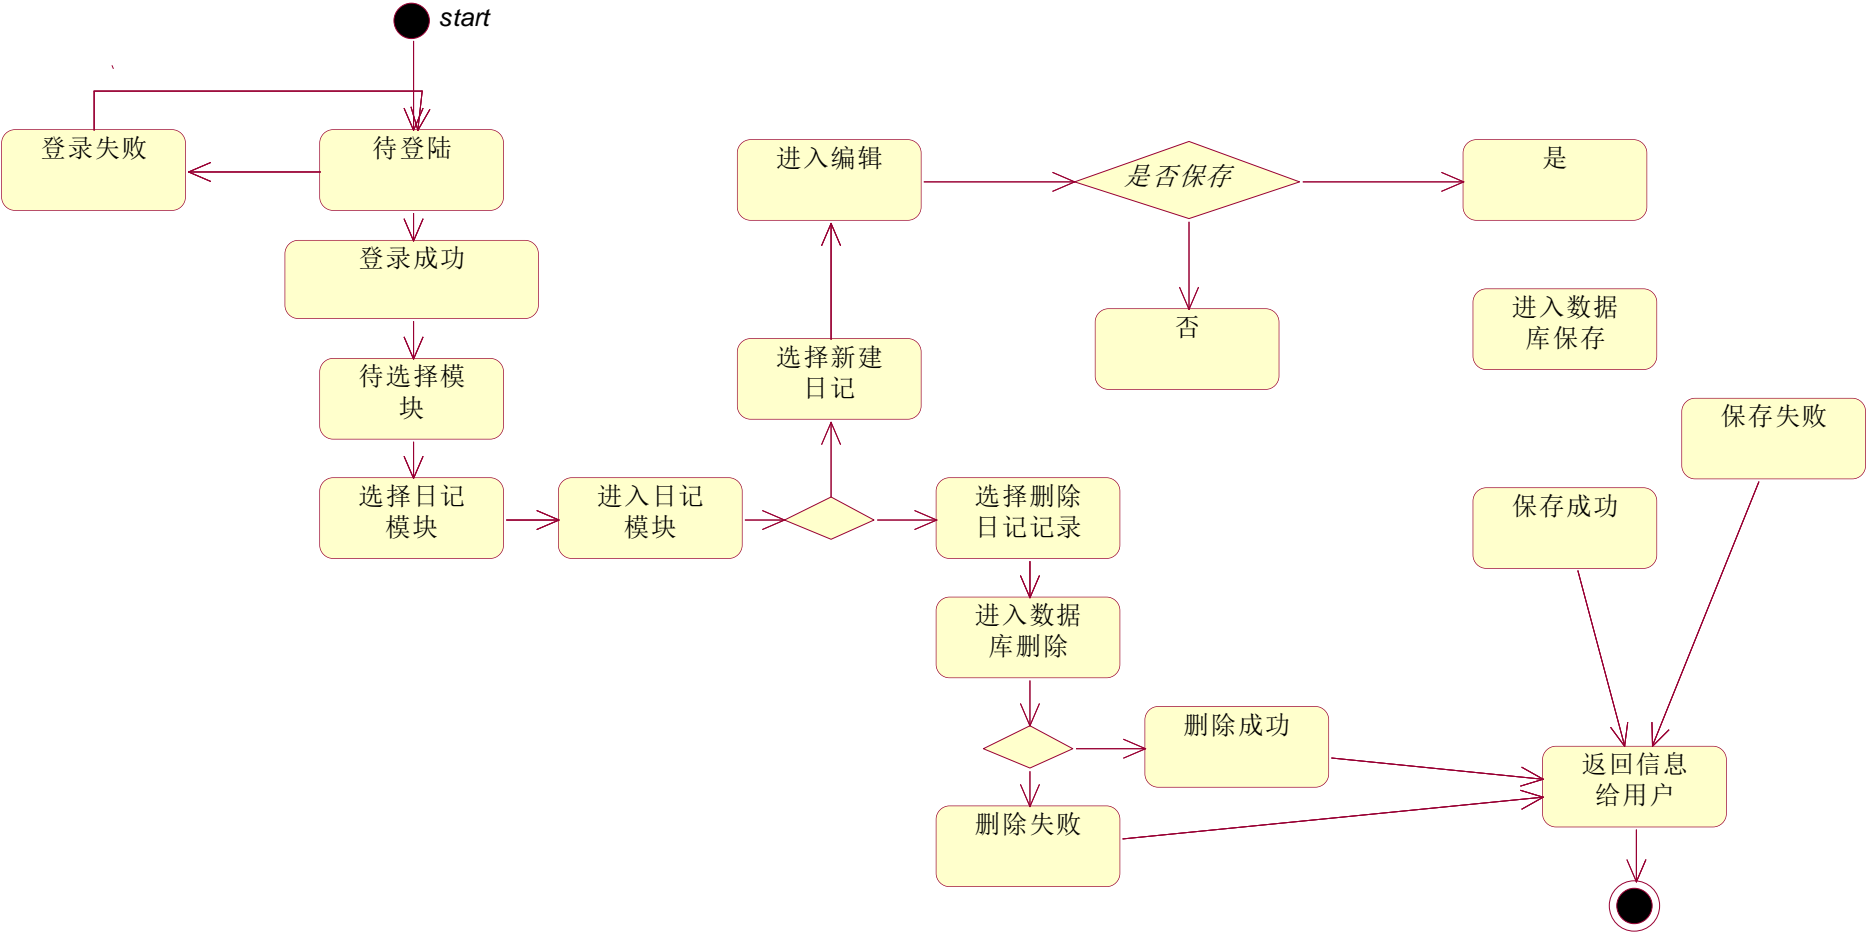 start
登录失败
待登陆
登录成功
待选择模
块
选择日记
模块
进入日记
模块
进入编辑
是否保存
是
否
选择新建
日记
进入数据
库保存
保存失败
保存成功
选择删除
日记记录
进入数据
库删除
删除成功
删除失败
返回信息
给用户